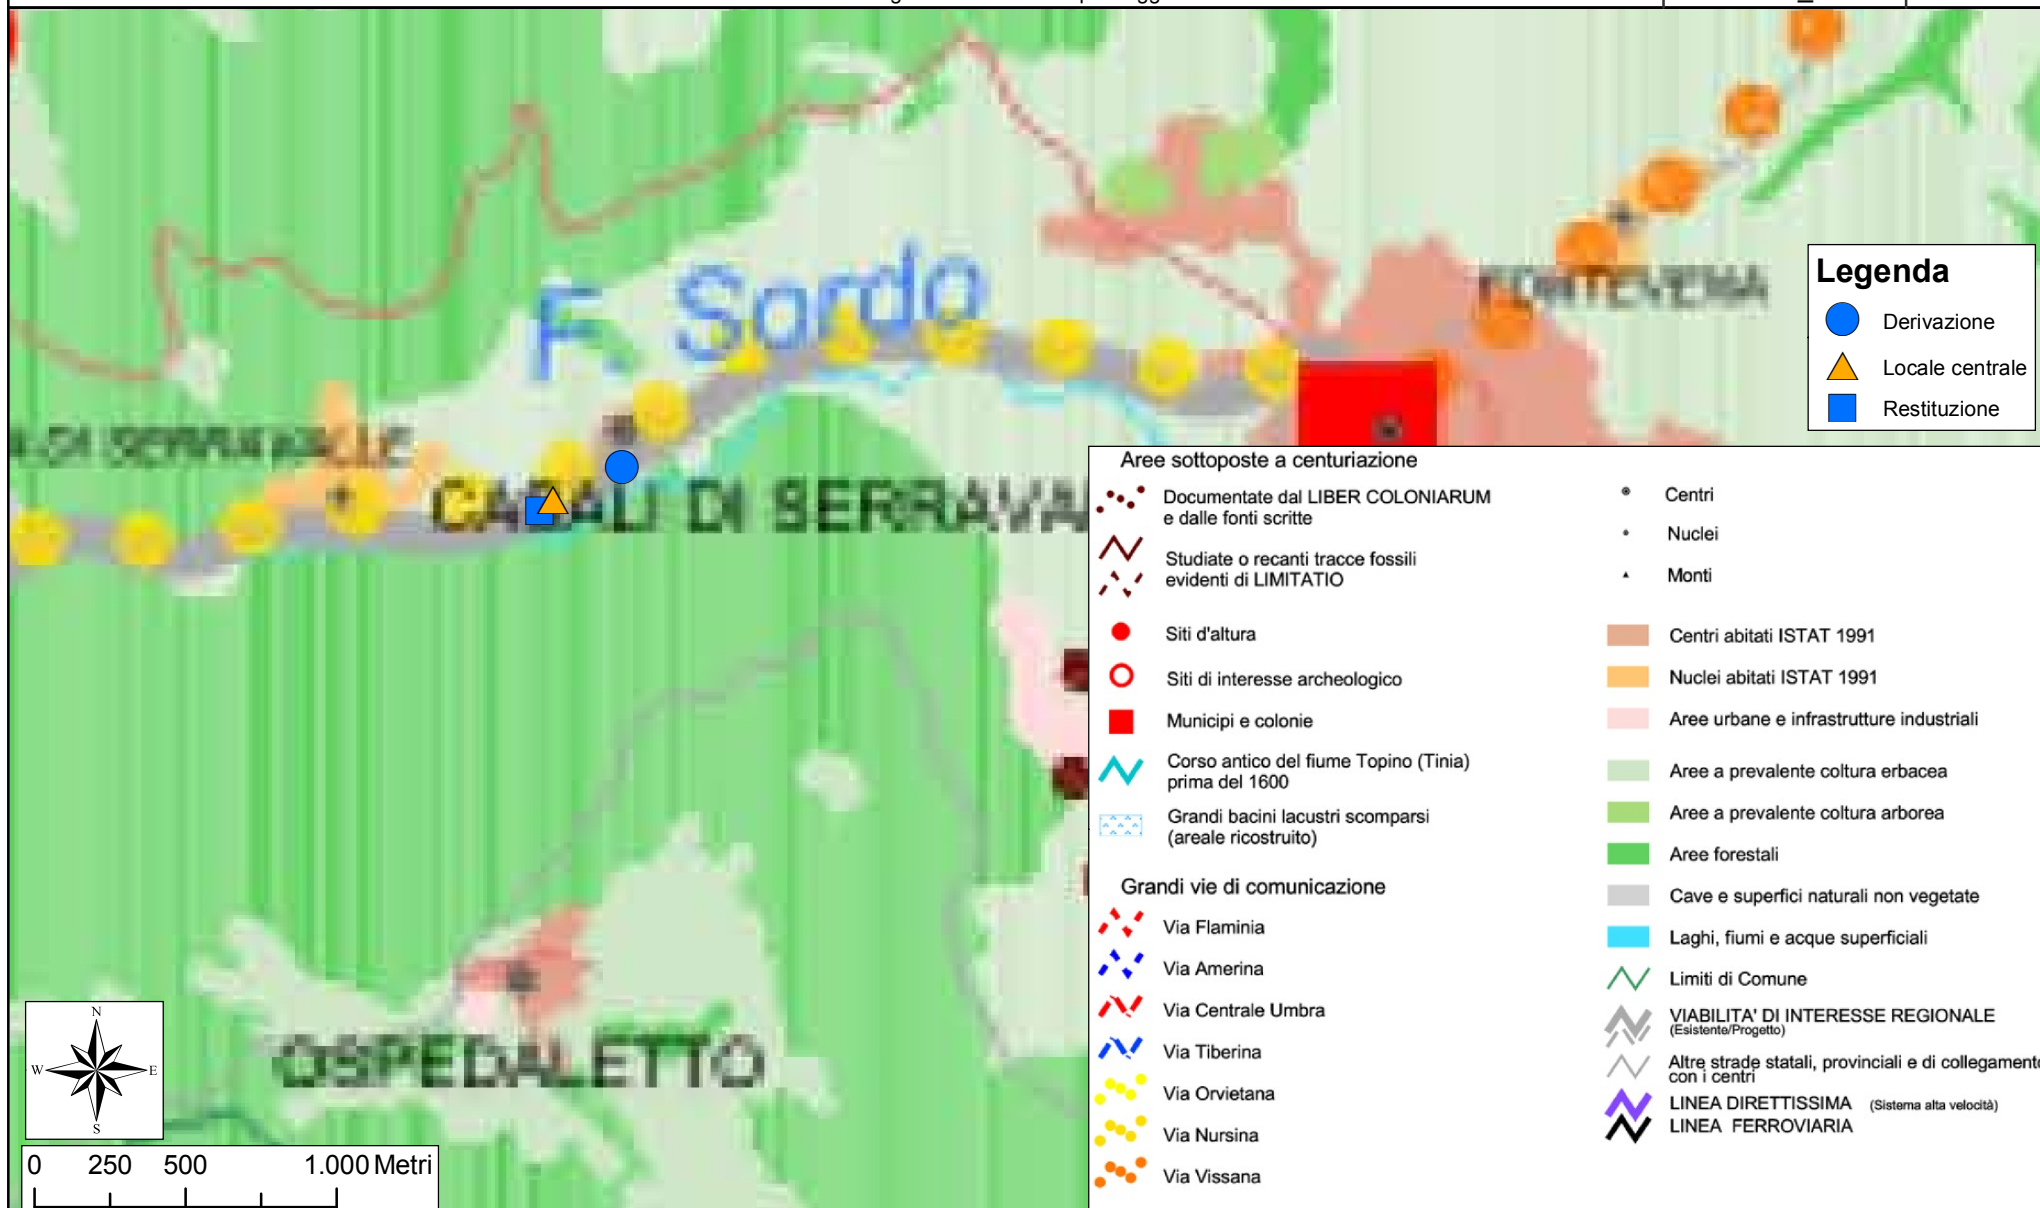 F. Sordo
FONTEVENA
Legenda
Derivazione
Locale centrale
Restituzione
DI SERRAVALLE
CASALI DI SERRAVA
OSPEDALETTO
N
W
E
S
0 250 500 1.000 Metri
Aree sottoposte a centuriazione
Documentate dal LIBER COLONIARUM
e dalle fonti scritte
Studiate o recanti tracce fossili
evidenti di LIMITATIO
Siti d'altura
Siti di interesse archeologico
Municipi e colonie
Corso antico del fiume Topino (Tinia)
prima del 1600
Grandi bacini lacustri scomparsi
(areale ricostruito)
Grandi vie di comunicazione
Via Flaminia
Via Amerina
Via Centrale Umbra
Via Tiberina
Via Orvietana
Via Nursina
Via Vissana
Centri
Nuclei
Monti
Centri abitati ISTAT 1991
Nuclei abitati ISTAT 1991
Aree urbane e infrastrutture industriali
Aree a prevalente coltura erbacea
Aree a prevalente coltura arborea
Aree forestali
Cave e superfici naturali non vegetate
Laghi, fiumi e acque superficiali
Limiti di Comune
VIABILITA' DI INTERESSE REGIONALE
(Esistente/Progetto)
Altre strade statali, provinciali e di collegamento
con i centri
LINEA DIRETTISSIMA (Sistema alta velocità)
LINEA FERROVIARIA